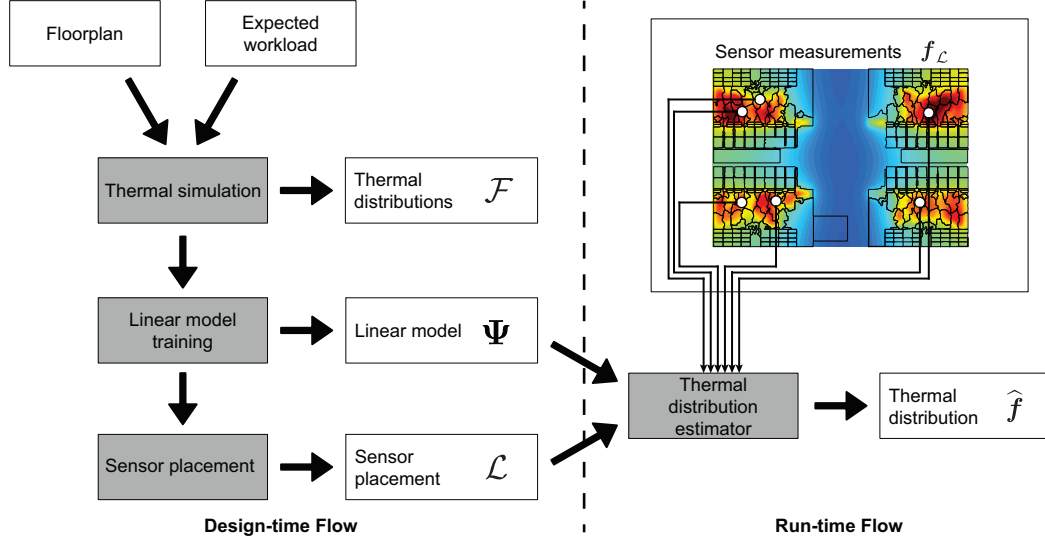 Floorplan
Expected
workload
Thermal simulation
Thermal
distributions
ℱ
Linear model
training
Linear model
Ψ
Sensor placement
Sensor
placement
ℒ
Design-time Flow
Sensor measurements f_ℒ
Thermal
distribution
estimator
Thermal
distribution
f̂
Run-time Flow